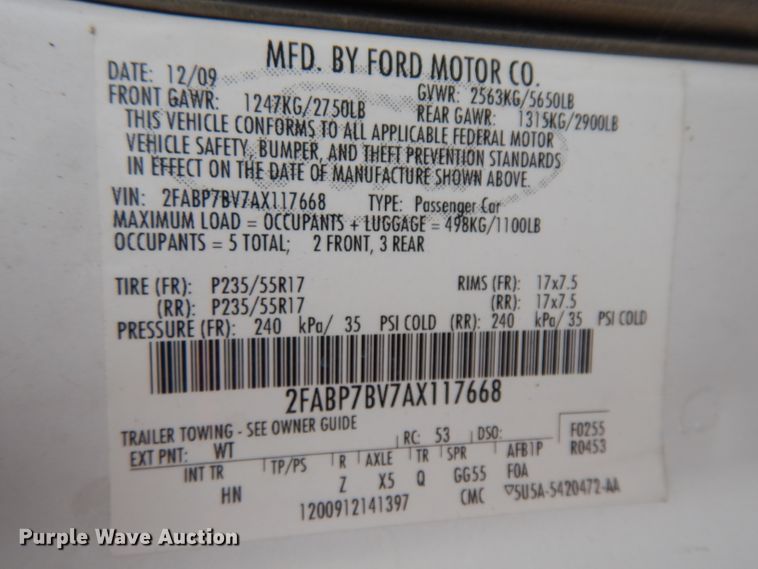 MFD. BY FORD MOTOR CO.
DATE: 12/09 GVWR: 2563KG/5650LB
FRONT GAWR: 1247KG/2750LB REAR GAWR: 1315KG/2900LB
THIS VEHICLE CONFORMS TO ALL APPLICABLE FEDERAL MOTOR
VEHICLE SAFETY, BUMPER, AND THEFT PREVENTION STANDARDS
IN EFFECT ON THE DATE OF MANUFACTURE SHOWN ABOVE.
VIN: 2FABP7BV7AX117668 TYPE: Passenger Car
MAXIMUM LOAD = OCCUPANTS + LUGGAGE = 498KG/1100LB
OCCUPANTS = 5 TOTAL; 2 FRONT, 3 REAR
TIRE (FR): P235/55R17 RIMS (FR): 17x7.5
(RR): P235/55R17 (RR): 17x7.5
PRESSURE (FR): 240 kPa/ 35 PSI COLD (RR): 240 kPa/ 35 PSI COLD
2FABP7BV7AX117668
TRAILER TOWING - SEE OWNER GUIDE
EXT PNT: WT RC: 53 DSO: F0255
R0453
INT TR TP/PS R AXLE TR SPR AFB1P
HN Z X5 Q GG55 F0A
1200912141397 CMC ▽5U5A-5420472-AA
Purple Wave Auction